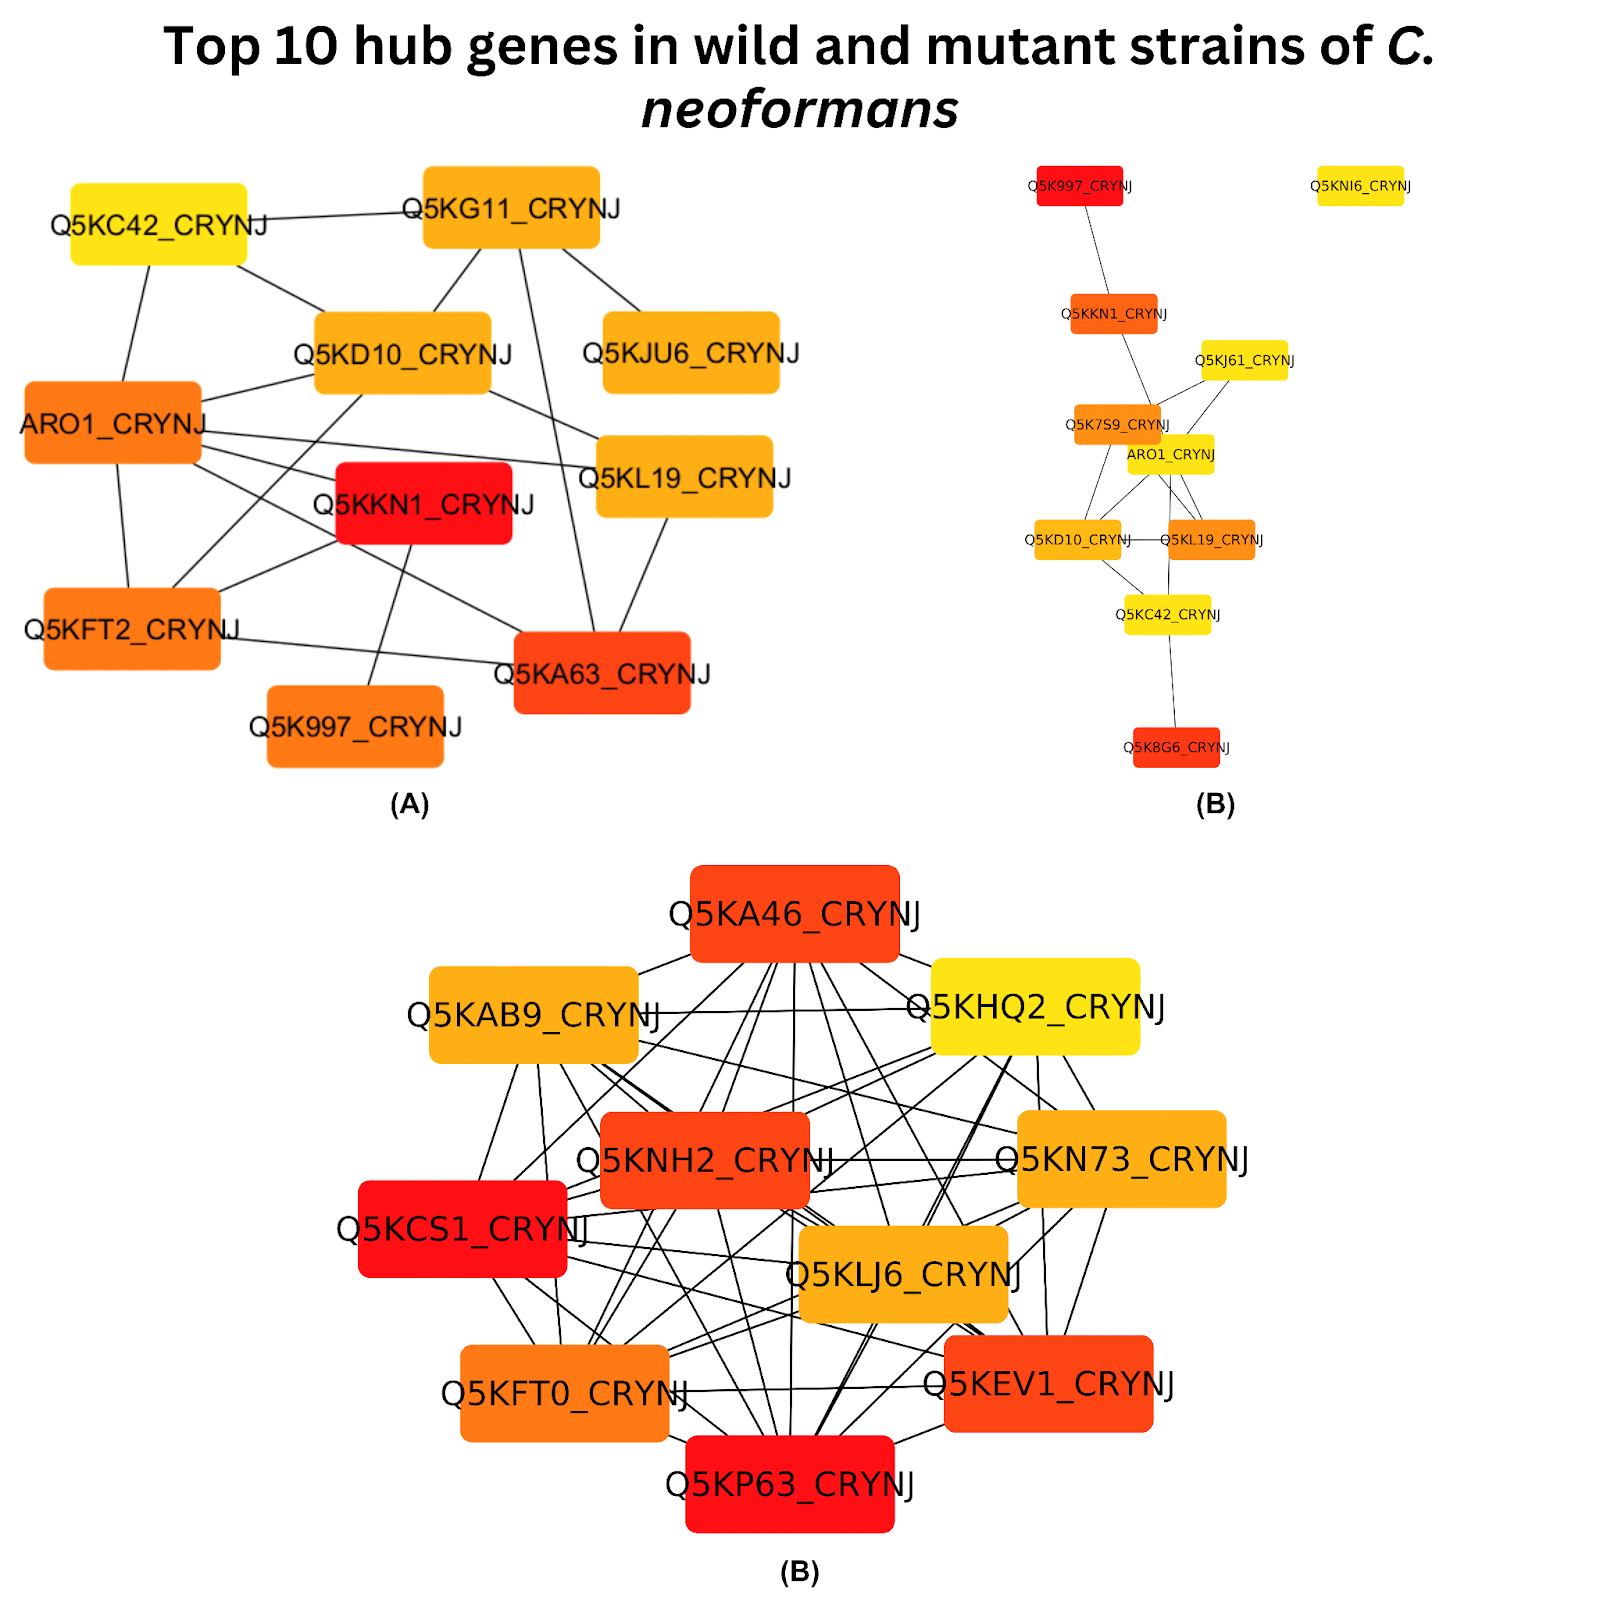 Top 10 hub genes in wild and mutant strains of C.
neoformans
Q5KC42_CRYNJ
Q5KG11_CRYNJ
Q5KD10_CRYNJ
Q5KJU6_CRYNJ
ARO1_CRYNJ
Q5KL19_CRYNJ
Q5KKN1_CRYNJ
Q5KFT2_CRYNJ
Q5KA63_CRYNJ
Q5K997_CRYNJ
(A)
Q5K997_CRYNJ
Q5KNI6_CRYNJ
Q5KKN1_CRYNJ
Q5KJ61_CRYNJ
Q5K7S9_CRYNJ
ARO1_CRYNJ
Q5KD10_CRYNJ
Q5KL19_CRYNJ
Q5KC42_CRYNJ
Q5K8G6_CRYNJ
(B)
Q5KA46_CRYNJ
Q5KAB9_CRYNJ
Q5KHQ2_CRYNJ
Q5KNH2_CRYNJ
Q5KN73_CRYNJ
Q5KCS1_CRYNJ
Q5KLJ6_CRYNJ
Q5KFT0_CRYNJ
Q5KEV1_CRYNJ
Q5KP63_CRYNJ
(B)